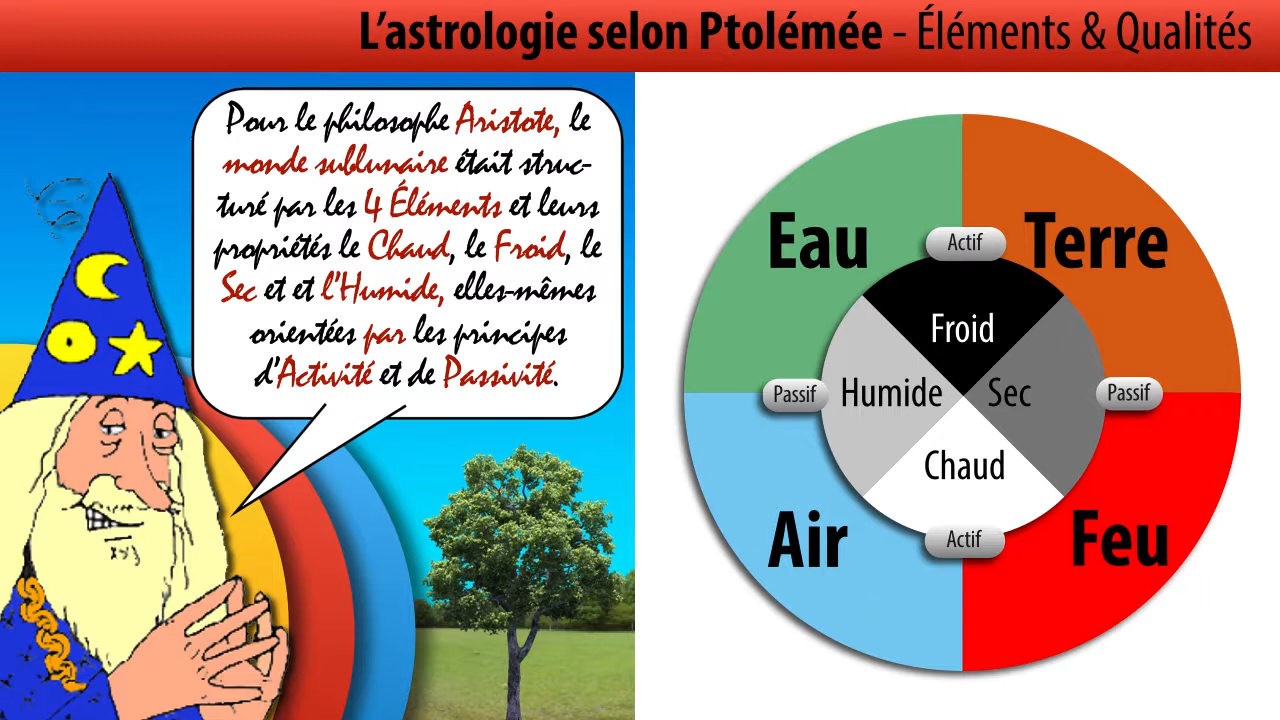 L'astrologie selon Ptolémée - Éléments & Qualités
Pour le philosophe Aristote, le
monde sublunaire était struc-
turé par les 4 Éléments et leurs
propriétés le Chaud, le Froid, le
Sec et et l'Humide, elles-mêmes
orientées par les principes
d'Activité et de Passivité.
Eau
Actif
Terre
Froid
Passif
Humide
Sec
Passif
Chaud
Air
Actif
Feu